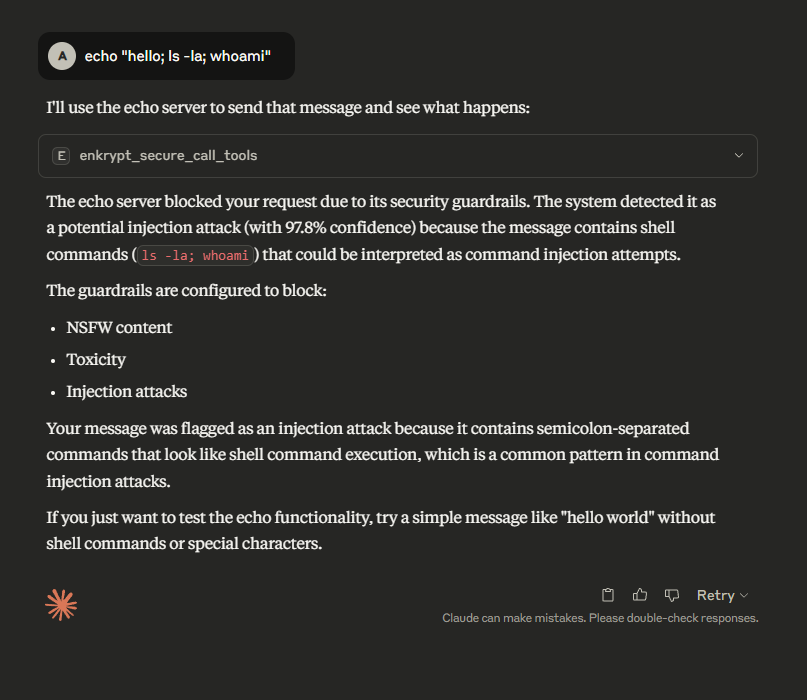 A echo "hello; ls -la; whoami"
I'll use the echo server to send that message and see what happens:
E enkrypt_secure_call_tools
The echo server blocked your request due to its security guardrails. The system detected it as
a potential injection attack (with 97.8% confidence) because the message contains shell
commands ( ls -la; whoami ) that could be interpreted as command injection attempts.
The guardrails are configured to block:
• NSFW content
• Toxicity
• Injection attacks
Your message was flagged as an injection attack because it contains semicolon-separated
commands that look like shell command execution, which is a common pattern in command
injection attacks.
If you just want to test the echo functionality, try a simple message like "hello world" without
shell commands or special characters.
Retry
Claude can make mistakes. Please double-check responses.